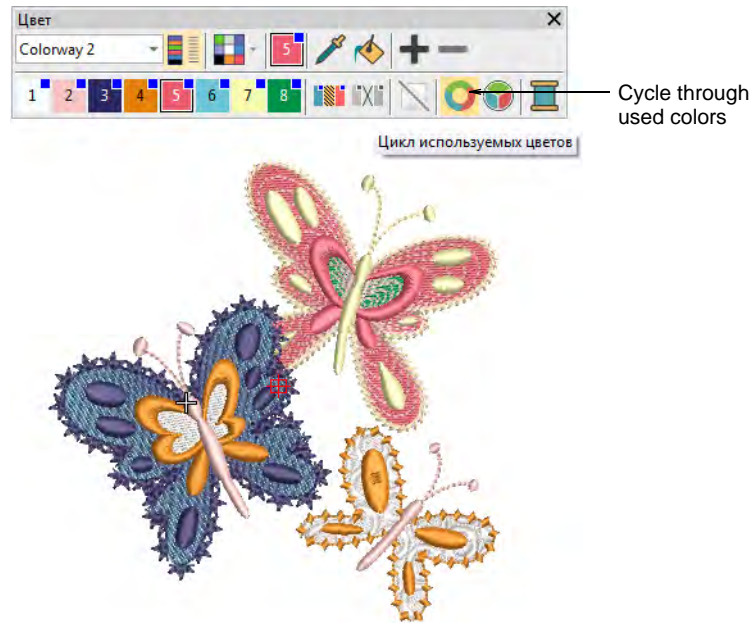 Цвет
Colorway 2
5
1 2 3 4 5 6 7 8
Cycle through
used colors
Цикл используемых цветов